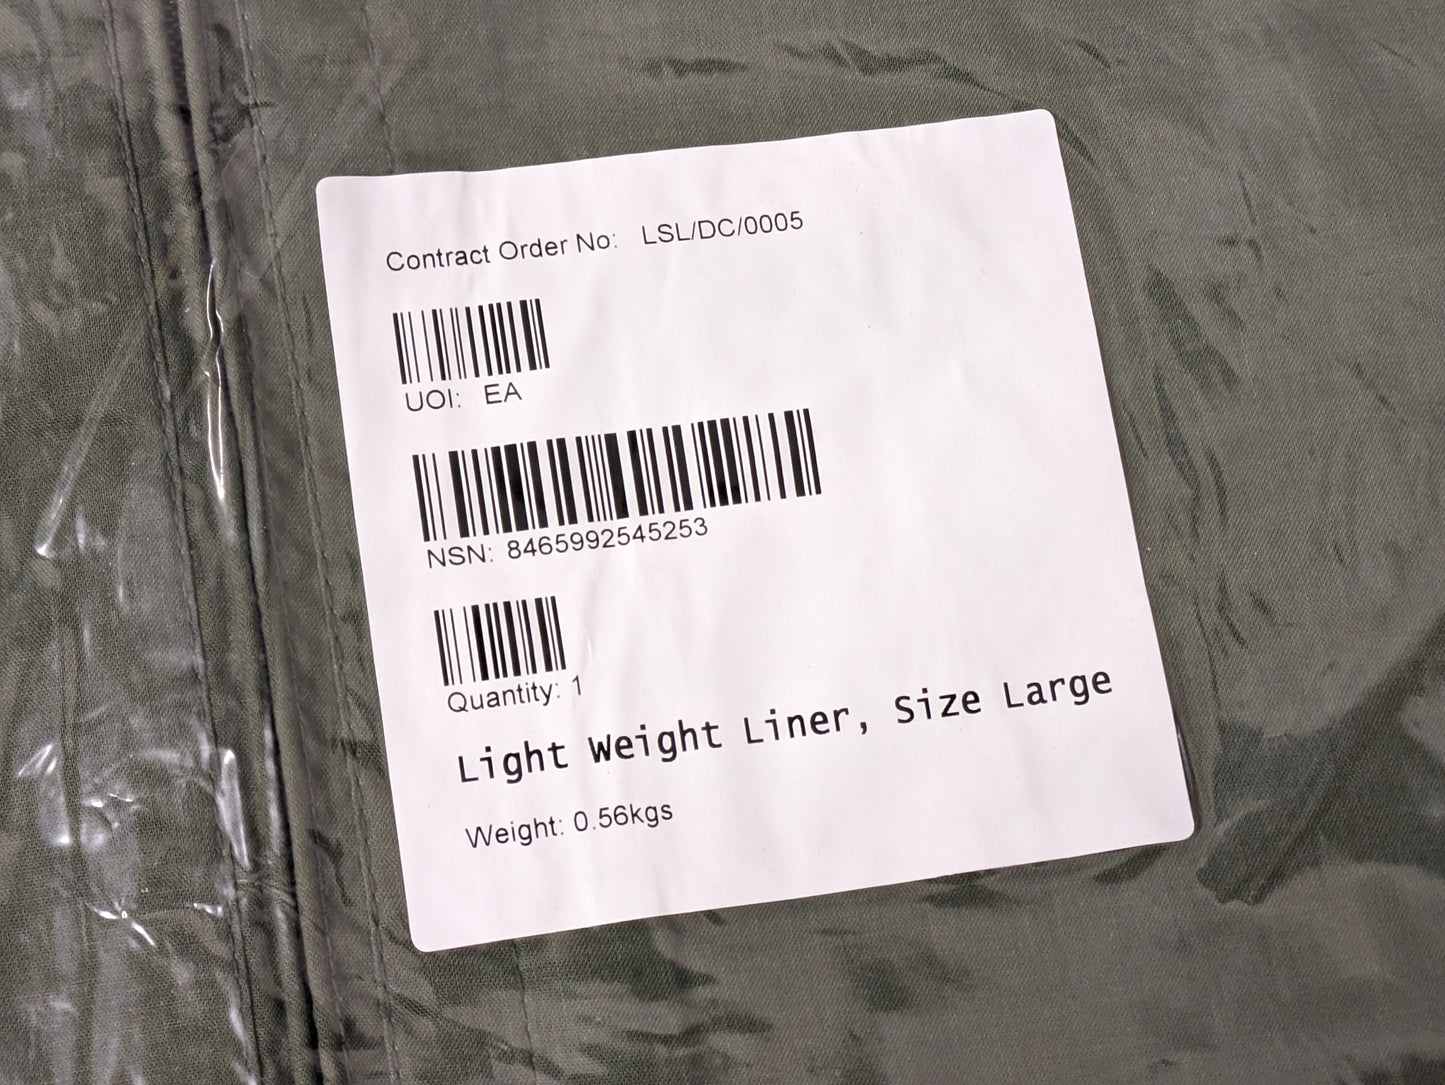 Contract Order No: LSL/DC/0005
UOI: EA
NSN: 8465992545253
Quantity: 1
Light Weight Liner, Size Large
Weight: 0.56kgs